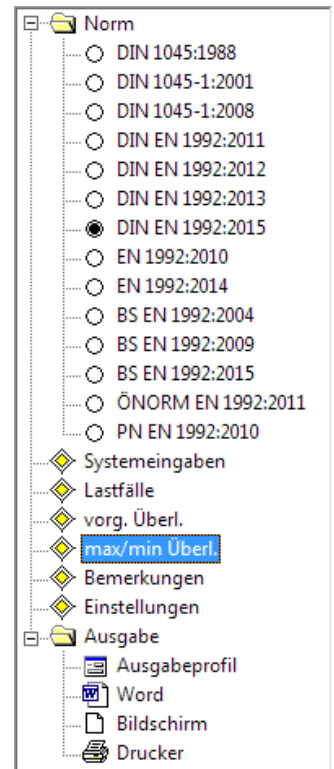 Norm
DIN 1045:1988
DIN 1045-1:2001
DIN 1045-1:2008
DIN EN 1992:2011
DIN EN 1992:2012
DIN EN 1992:2013
DIN EN 1992:2015
EN 1992:2010
EN 1992:2014
BS EN 1992:2004
BS EN 1992:2009
BS EN 1992:2015
ÖNORM EN 1992:2011
PN EN 1992:2010
Systemeingaben
Lastfälle
vorg. Überl.
max/min Überl.
Bemerkungen
Einstellungen
Ausgabe
Ausgabeprofil
Word
Bildschirm
Drucker